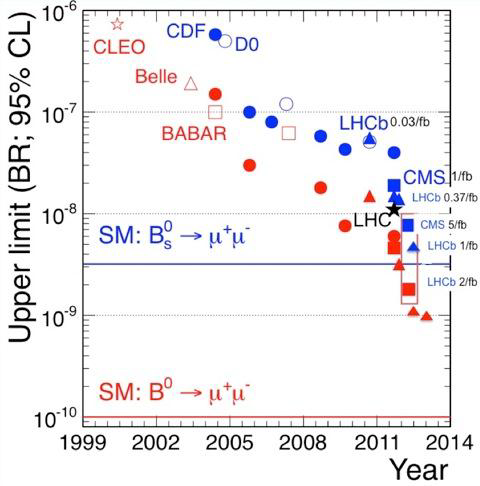 Upper limit (BR; 95% CL)
10⁻⁶
10⁻⁷
10⁻⁸
10⁻⁹
10⁻¹⁰
CLEO
CDF
D0
Belle
BABAR
LHCb 0.03/fb
CMS 1/fb
LHCb 0.37/fb
LHC
CMS 5/fb
LHCb 1/fb
LHCb 2/fb
SM: B⁰ₛ → μ⁺μ⁻
SM: B⁰ → μ⁺μ⁻
1999 2002 2005 2008 2011 2014
Year